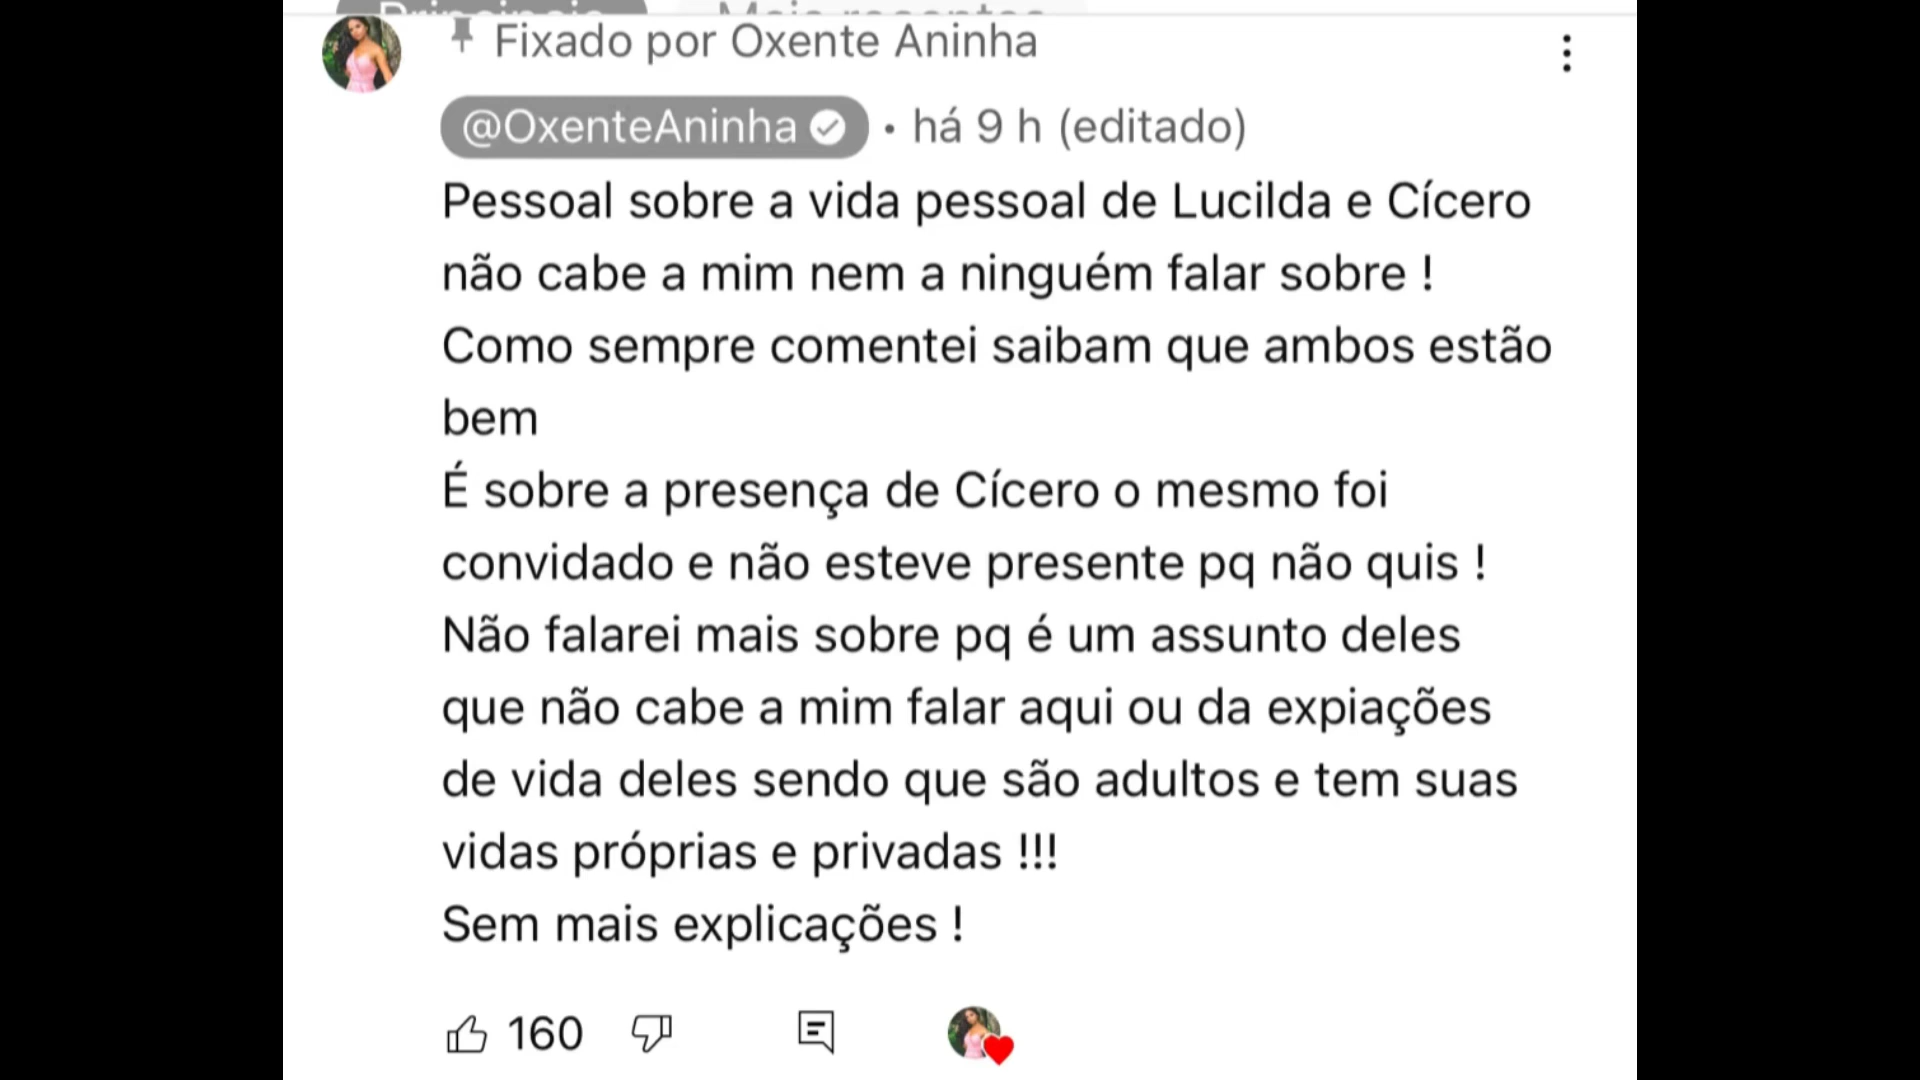 Principais Mais recentes
Fixado por Oxente Aninha
@OxenteAninha • há 9 h (editado)
Pessoal sobre a vida pessoal de Lucilda e Cícero
não cabe a mim nem a ninguém falar sobre !
Como sempre comentei saibam que ambos estão
bem
É sobre a presença de Cícero o mesmo foi
convidado e não esteve presente pq não quis !
Não falarei mais sobre pq é um assunto deles
que não cabe a mim falar aqui ou da expiações
de vida deles sendo que são adultos e tem suas
vidas próprias e privadas !!!
Sem mais explicações !
160